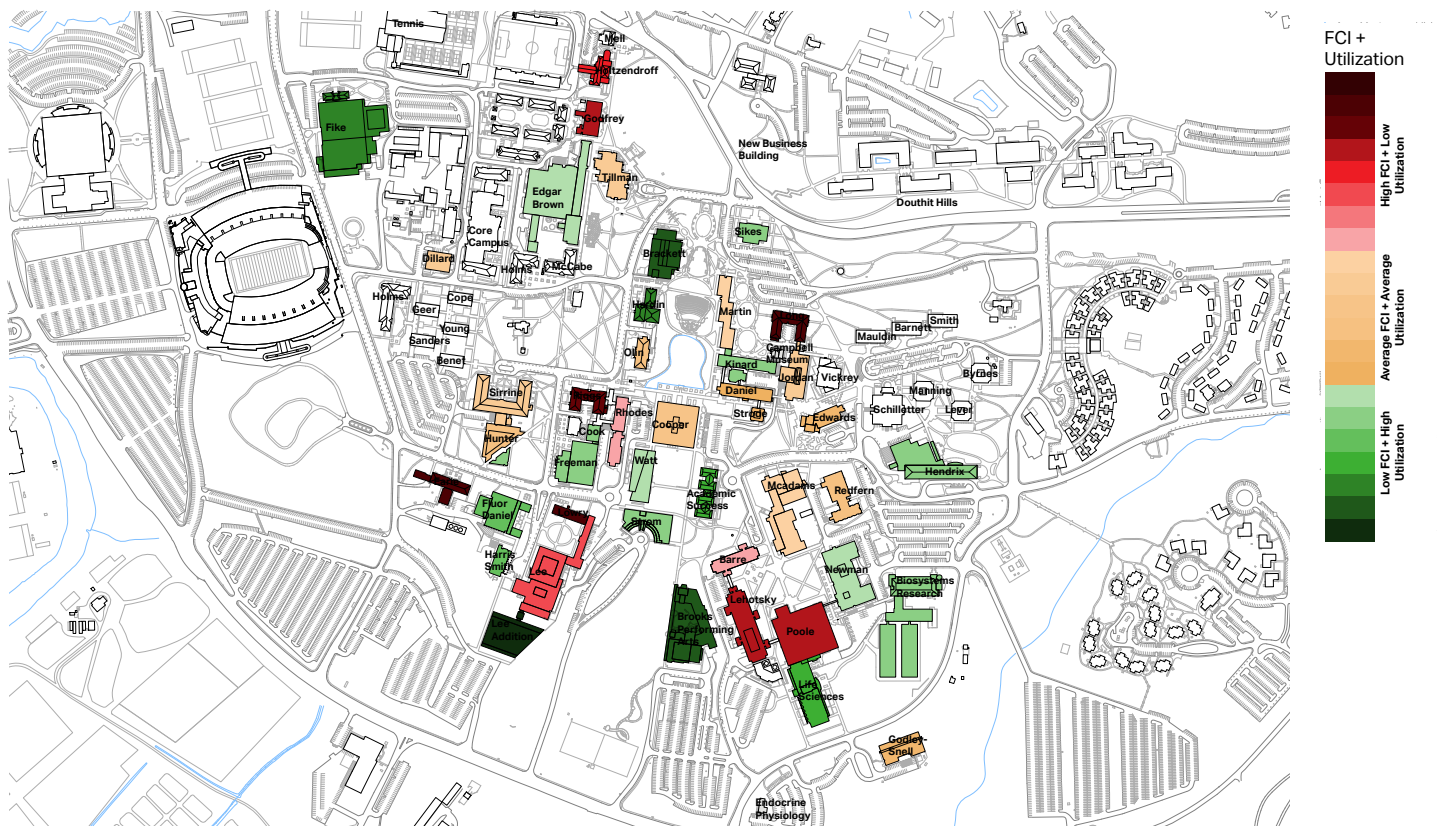 Tennis
Mell
Holtzendroff
Fike
Godfrey
New Business
Building
Tillman
Edgar
Brown
Douthit Hills
Core
Campus
Sikes
Brackett
Dillard
Holms
McCabe
Holms
Cope
Geer
Hardin
Martin
Smith
Barnett
Mauldin
Young
Sanders
Campbell
Museum
Olin
Benet
Kinard
Jordan
Vickrey
Byrnes
Sirrine
Daniel
Manning
Rhodes
Strode
Schilletter
Lever
Edwards
Cooper
Cook
Hunter
Freeman
Watt
Hendrix
Mcadams
Redfern
Academic
Success
Fluor
Daniel
Strom
Harris
Smith
Lee
Barre
Newman
Biosystems
Research
Lehotsky
Lee
Addition
Brooks
Performing
Arts
Poole
Life
Sciences
Godley-
Snell
Endocrine
Physiology
FCI +
Utilization
High FCI + Low
Utilization
Average FCI + Average
Utilization
Low FCI + High
Utilization